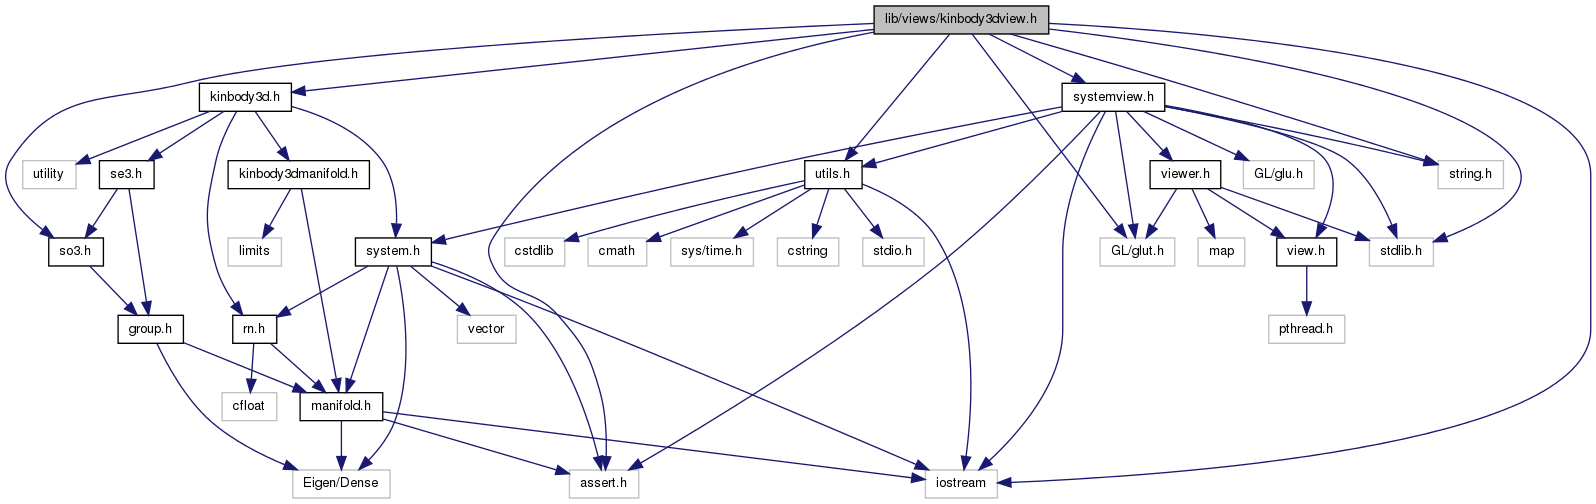 lib/views/kinbody3dview.h
kinbody3d.h
systemview.h
utility
se3.h
kinbody3dmanifold.h
utils.h
viewer.h
GL/glu.h
string.h
so3.h
limits
system.h
cstdlib
cmath
sys/time.h
cstring
stdio.h
GL/glut.h
map
view.h
stdlib.h
group.h
rn.h
vector
pthread.h
cfloat
manifold.h
Eigen/Dense
assert.h
iostream